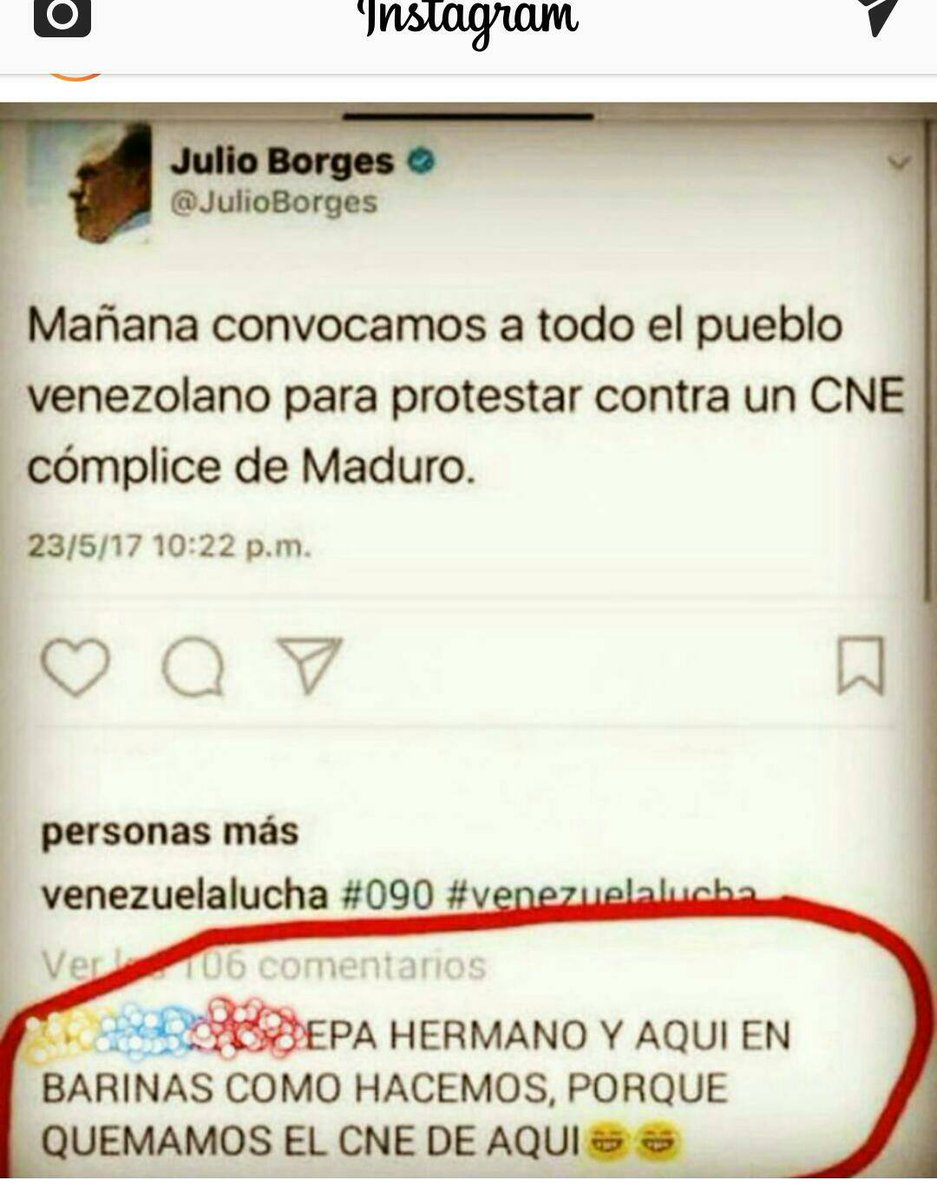 Instagram
Julio Borges
@JulioBorges
Mañana convocamos a todo el pueblo
venezolano para protestar contra un CNE
cómplice de Maduro.
23/5/17 10:22 p.m.
personas más
venezuelalucha #090 #venezuelalucha
Ver los 106 comentarios
EPA HERMANO Y AQUI EN
BARINAS COMO HACEMOS, PORQUE
QUEMAMOS EL CNE DE AQUI😂😂